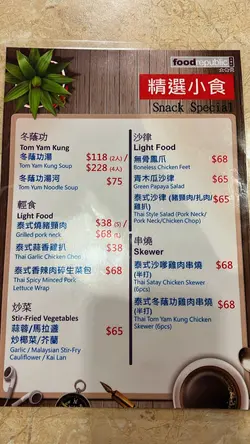 foodrepublic
精選小食
Snack Special
冬蔭功
Tom Yam Kung
冬蔭功湯 $118 (2人)/
Tom Yam Kung Soup $228 (4人)
冬蔭功湯河 $75
Tom Yum Noodle Soup
輕食
Light Food
泰式燒豬頸肉 $38 (S) /
Grilled pork neck $68
泰式蒜香雞扒 $38
Thai Garlic Chicken Chop
泰式香辣肉碎生菜包 $68
Thai Spicy Minced Pork
Lettuce Wrap
炒菜
Stir-Fried Vegetables
蒜蓉/馬拉盞 $65
炒椰菜/芥蘭
Garlic / Malaysian Stir-Fry
Cauliflower / Kai Lan
沙律
Light Food
無骨鳳爪 $68
Boneless Chicken Feet
青木瓜沙律 $65
Green Papaya Salad
泰式沙律 (豬頸肉/扎肉/
雞扒) $65
Thai Style Salad (Pork Neck/
Pork Neck/Chicken Chop)
串燒
Skewer
泰式沙嗲雞肉串燒 $68
(半打)
Thai Satay Chicken Skewer
(6pcs)
泰式冬蔭功雞肉串燒
(半打) $68
Thai Tom Yam Kung Chicken
Skewer (6pcs)